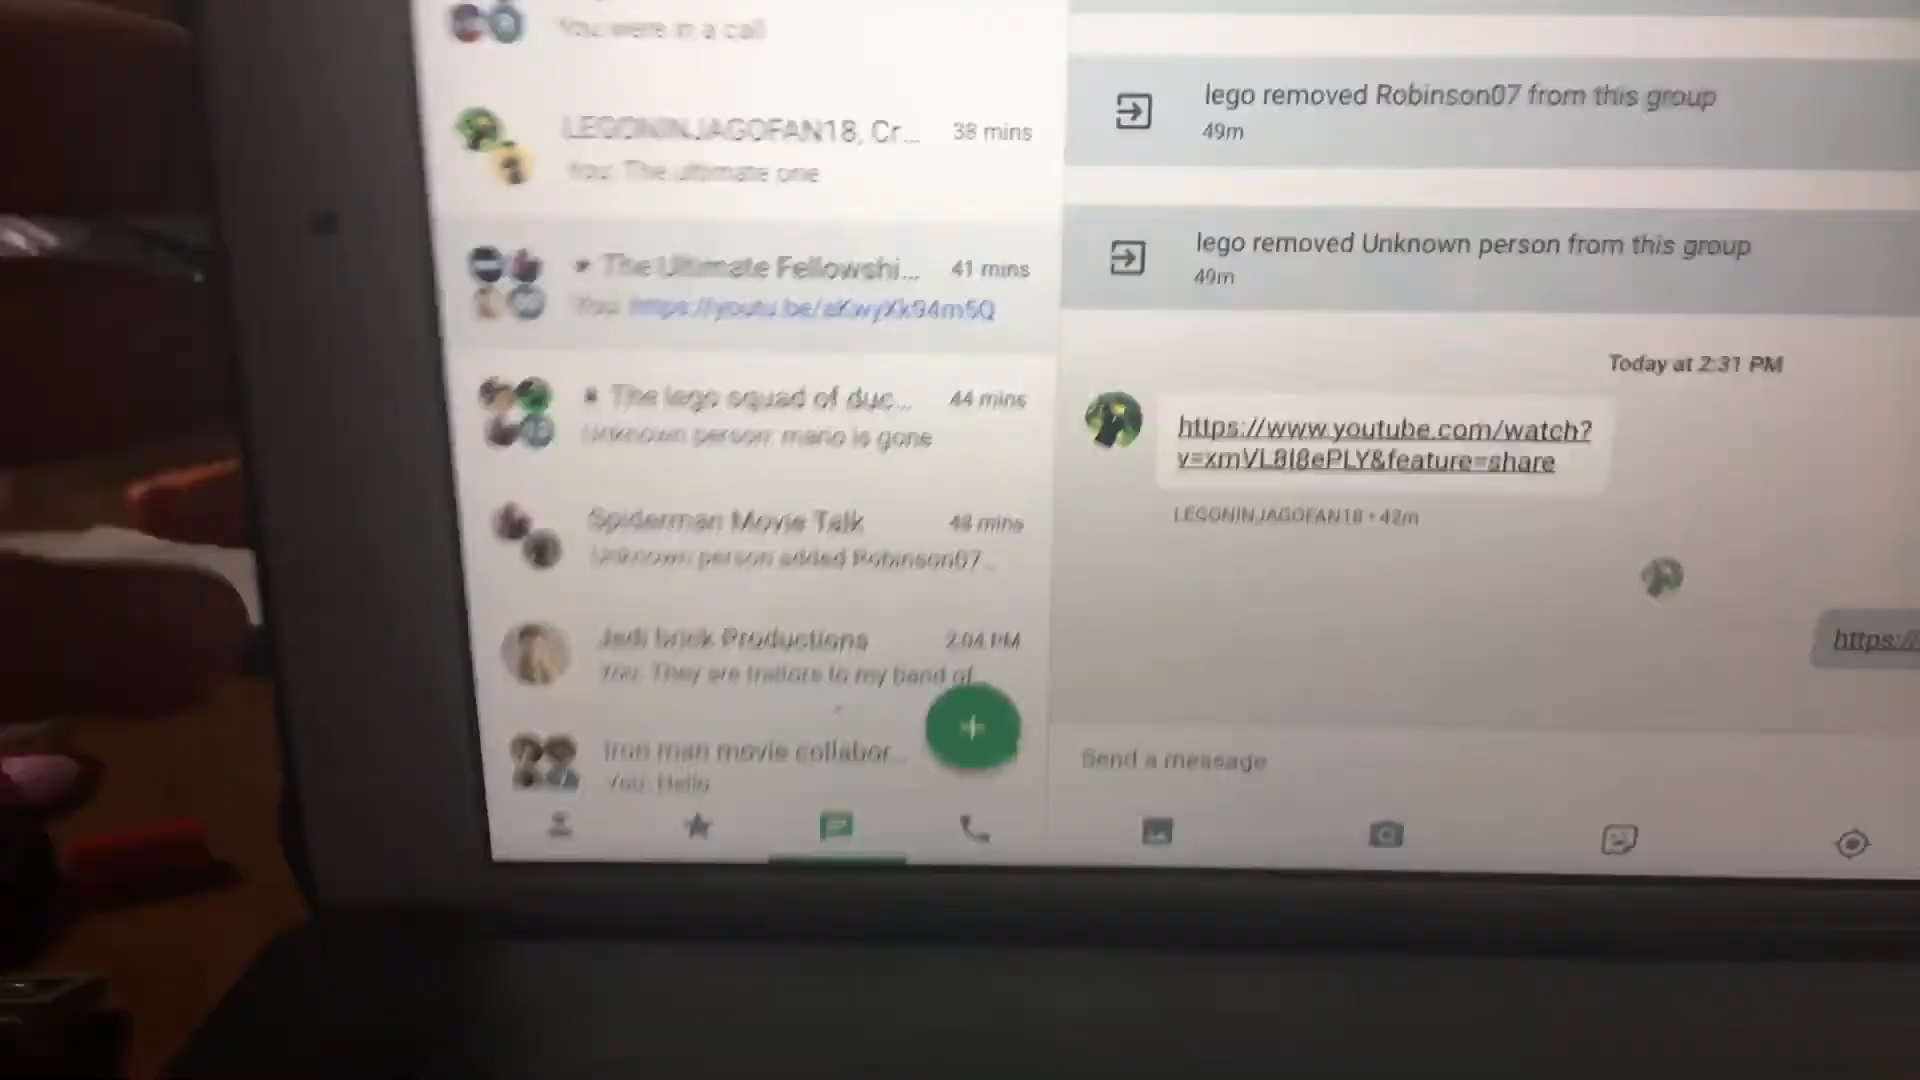 You were in a call
LEGONINJAGOFAN18, Cr... 38 mins
You: The ultimate one
The Ultimate Fellowshi... 41 mins
You: https://youtu.be/aKwyXk94m5Q
The lego squad of duc... 44 mins
Unknown person: mario is gone
Spiderman Movie Talk 48 mins
Unknown person added Robinson07...
Jedi brick Productions 2:04 PM
You: They are traitors to my band of...
Iron man movie collabor...
You: Hello
lego removed Robinson07 from this group
49m
lego removed Unknown person from this group
49m
Today at 2:31 PM
https://www.youtube.com/watch?
v=xmVL8I8ePLY&feature=share
LEGONINJAGOFAN18 • 42m
https://
Send a message